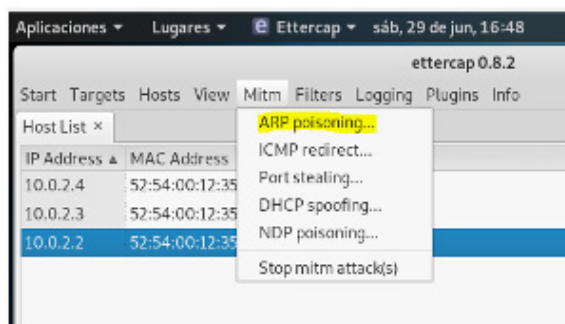 Aplicaciones ▾ Lugares ▾ Ettercap ▾ sáb, 29 de jun, 16:48
ettercap 0.8.2
Start Targets Hosts View Mitm Filters Logging Plugins Info
Host List ×
ARP poisoning...
ICMP redirect...
Port stealing...
DHCP spoofing...
NDP poisoning...
Stop mitm attack(s)
IP Address ▴ MAC Address
10.0.2.4 52:54:00:12:35
10.0.2.3 52:54:00:12:35
10.0.2.2 52:54:00:12:35